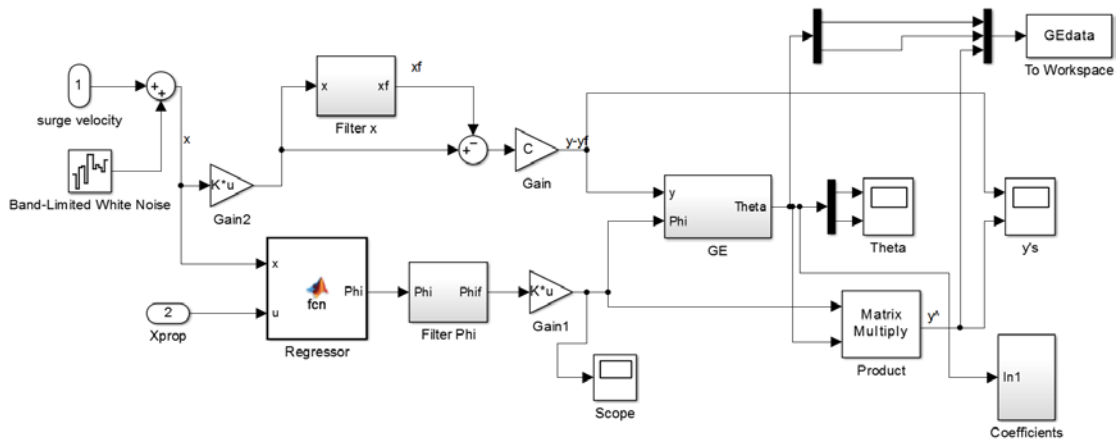 GEdata
To Workspace
1
surge velocity
+
+
x
Band-Limited White Noise
K*u
Gain2
x
xf
Filter x
xf
+
−
C
Gain
y-yf
y
Phi
Theta
GE
Theta
y's
x
u
fcn
Phi
Regressor
2
Xprop
Phi
Phif
Filter Phi
K*u
Gain1
Scope
Matrix
Multiply
Product
y^
In1
Coefficients